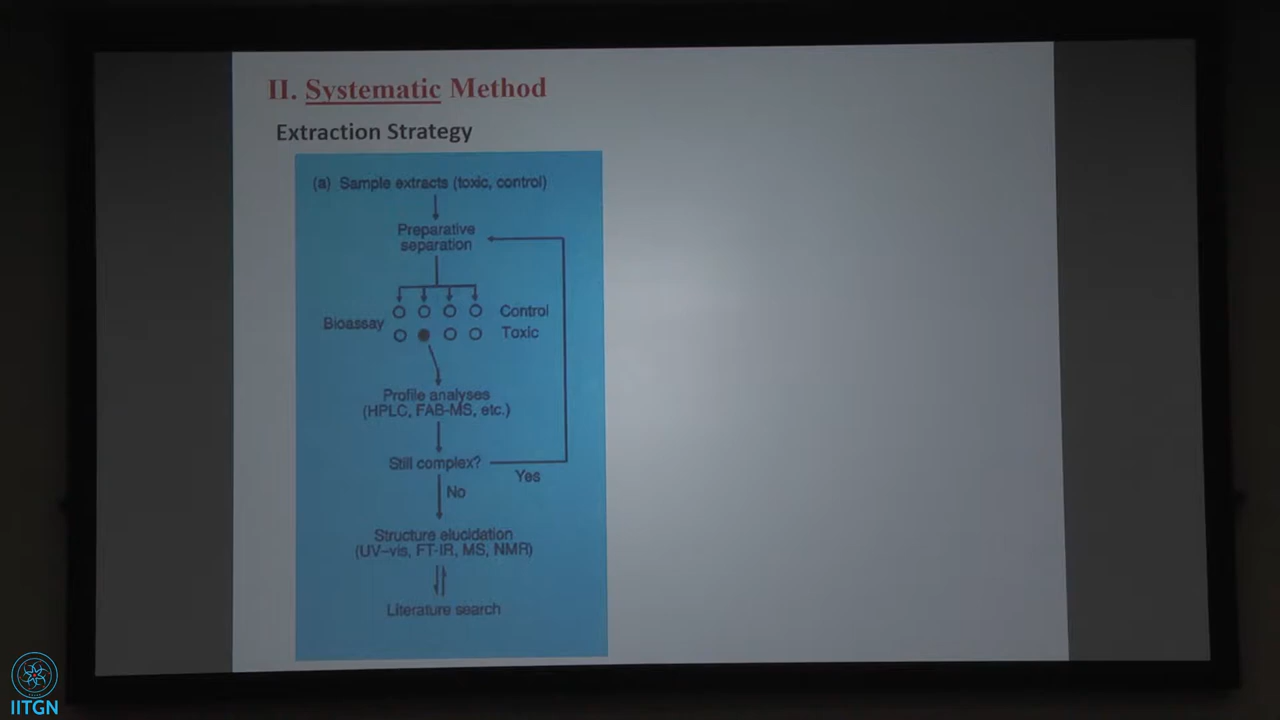 II. Systematic Method
Extraction Strategy
(a) Sample extracts (toxic, control)
Preparative
separation
Bioassay
Control
Toxic
Profile analyses
(HPLC, FAB-MS, etc.)
Still complex?
Yes
No
Structure elucidation
(UV–vis, FT-IR, MS, NMR)
Literature search
IITGN